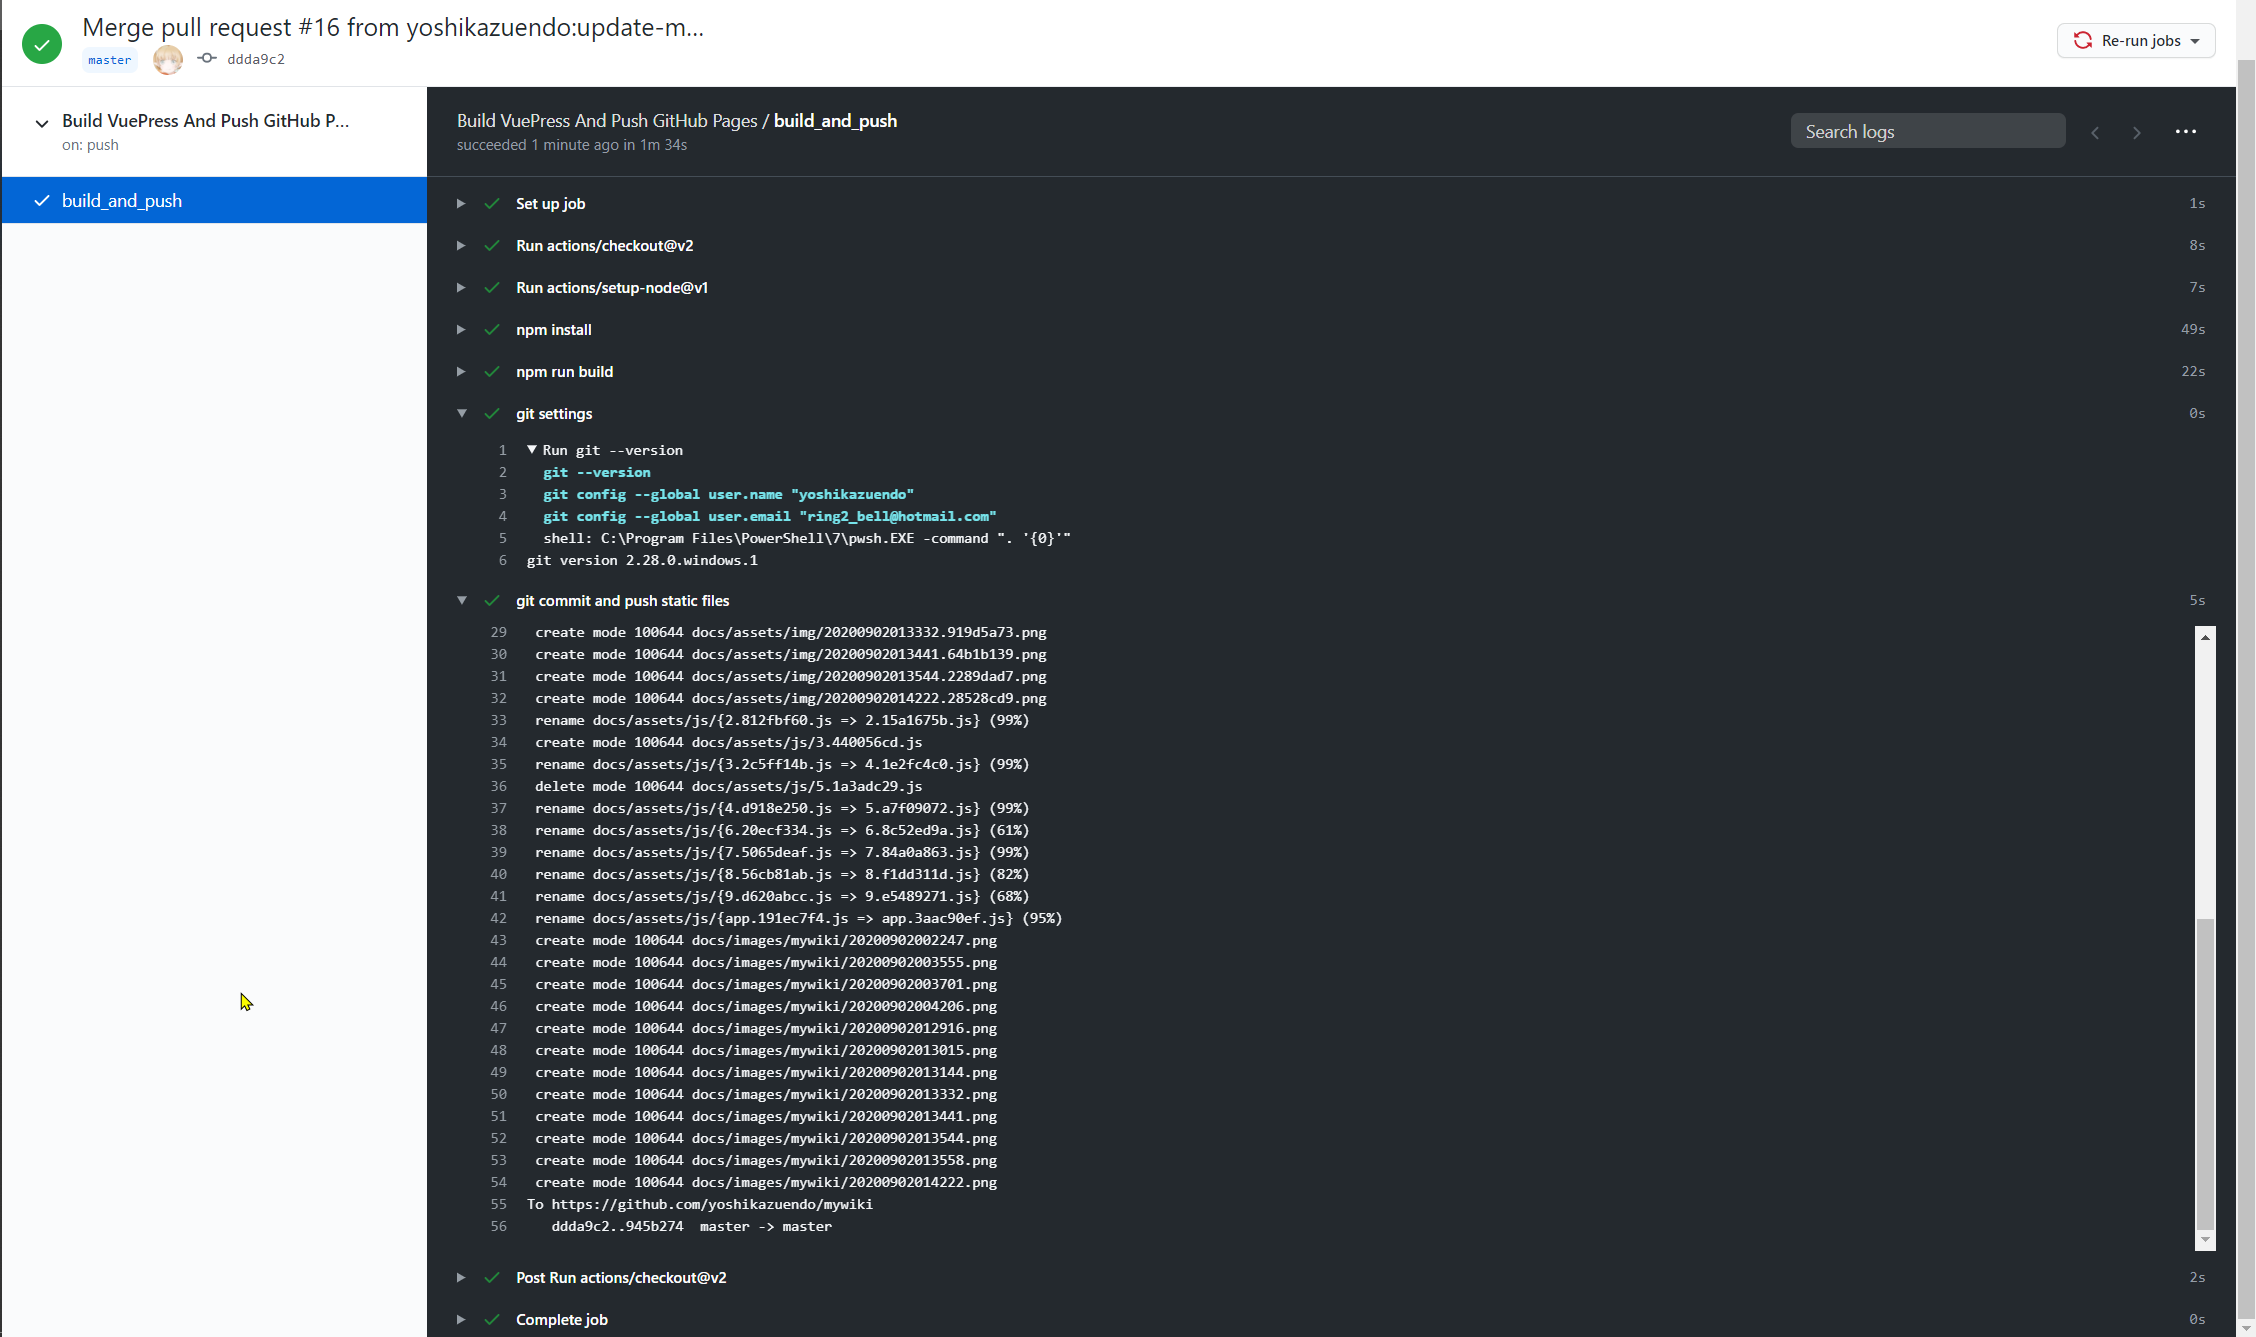 Merge pull request #16 from yoshikazuendo:update-m...
master ddda9c2
Re-run jobs
Build VuePress And Push GitHub P...
on: push
build_and_push
Build VuePress And Push GitHub Pages / build_and_push
succeeded 1 minute ago in 1m 34s
Search logs
Set up job 1s
Run actions/checkout@v2 8s
Run actions/setup-node@v1 7s
npm install 49s
npm run build 22s
git settings 0s
1 Run git --version
2 git --version
3 git config --global user.name "yoshikazuendo"
4 git config --global user.email "ring2_bell@hotmail.com"
5 shell: C:\Program Files\PowerShell\7\pwsh.EXE -command ". '{0}'"
6 git version 2.28.0.windows.1
git commit and push static files 5s
29 create mode 100644 docs/assets/img/20200902013332.919d5a73.png
30 create mode 100644 docs/assets/img/20200902013441.64b1b139.png
31 create mode 100644 docs/assets/img/20200902013544.2289dad7.png
32 create mode 100644 docs/assets/img/20200902014222.28528cd9.png
33 rename docs/assets/js/{2.812fbf60.js => 2.15a1675b.js} (99%)
34 create mode 100644 docs/assets/js/3.440056cd.js
35 rename docs/assets/js/{3.2c5ff14b.js => 4.1e2fc4c0.js} (99%)
36 delete mode 100644 docs/assets/js/5.1a3adc29.js
37 rename docs/assets/js/{4.d918e250.js => 5.a7f09072.js} (99%)
38 rename docs/assets/js/{6.20ecf334.js => 6.8c52ed9a.js} (61%)
39 rename docs/assets/js/{7.5065deaf.js => 7.84a0a863.js} (99%)
40 rename docs/assets/js/{8.56cb81ab.js => 8.f1dd311d.js} (82%)
41 rename docs/assets/js/{9.d620abcc.js => 9.e5489271.js} (68%)
42 rename docs/assets/js/{app.191ec7f4.js => app.3aac90ef.js} (95%)
43 create mode 100644 docs/images/mywiki/20200902002247.png
44 create mode 100644 docs/images/mywiki/20200902003555.png
45 create mode 100644 docs/images/mywiki/20200902003701.png
46 create mode 100644 docs/images/mywiki/20200902004206.png
47 create mode 100644 docs/images/mywiki/20200902012916.png
48 create mode 100644 docs/images/mywiki/20200902013015.png
49 create mode 100644 docs/images/mywiki/20200902013144.png
50 create mode 100644 docs/images/mywiki/20200902013332.png
51 create mode 100644 docs/images/mywiki/20200902013441.png
52 create mode 100644 docs/images/mywiki/20200902013544.png
53 create mode 100644 docs/images/mywiki/20200902013558.png
54 create mode 100644 docs/images/mywiki/20200902014222.png
55 To https://github.com/yoshikazuendo/mywiki
56 ddda9c2..945b274 master -> master
Post Run actions/checkout@v2 2s
Complete job 0s